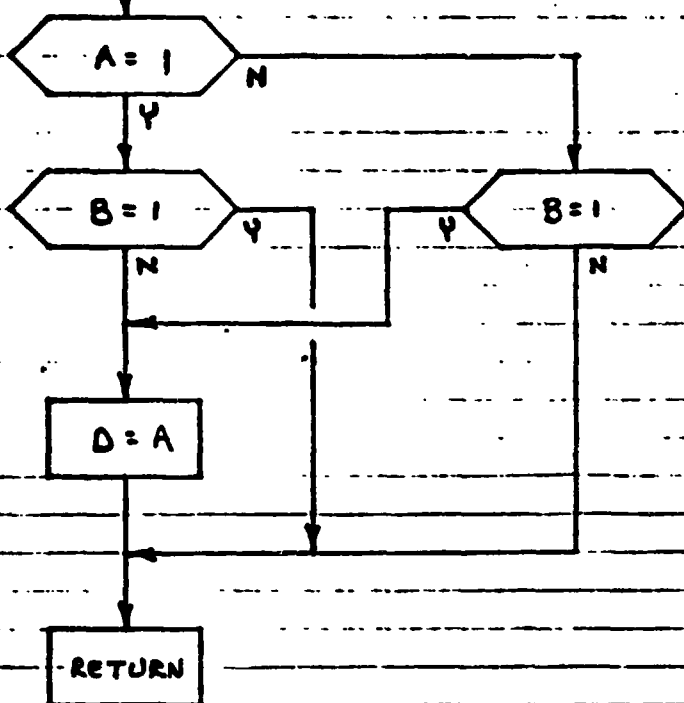 A = 1
N
Y
B = 1
Y
Y
B = 1
N
N
D = A
RETURN